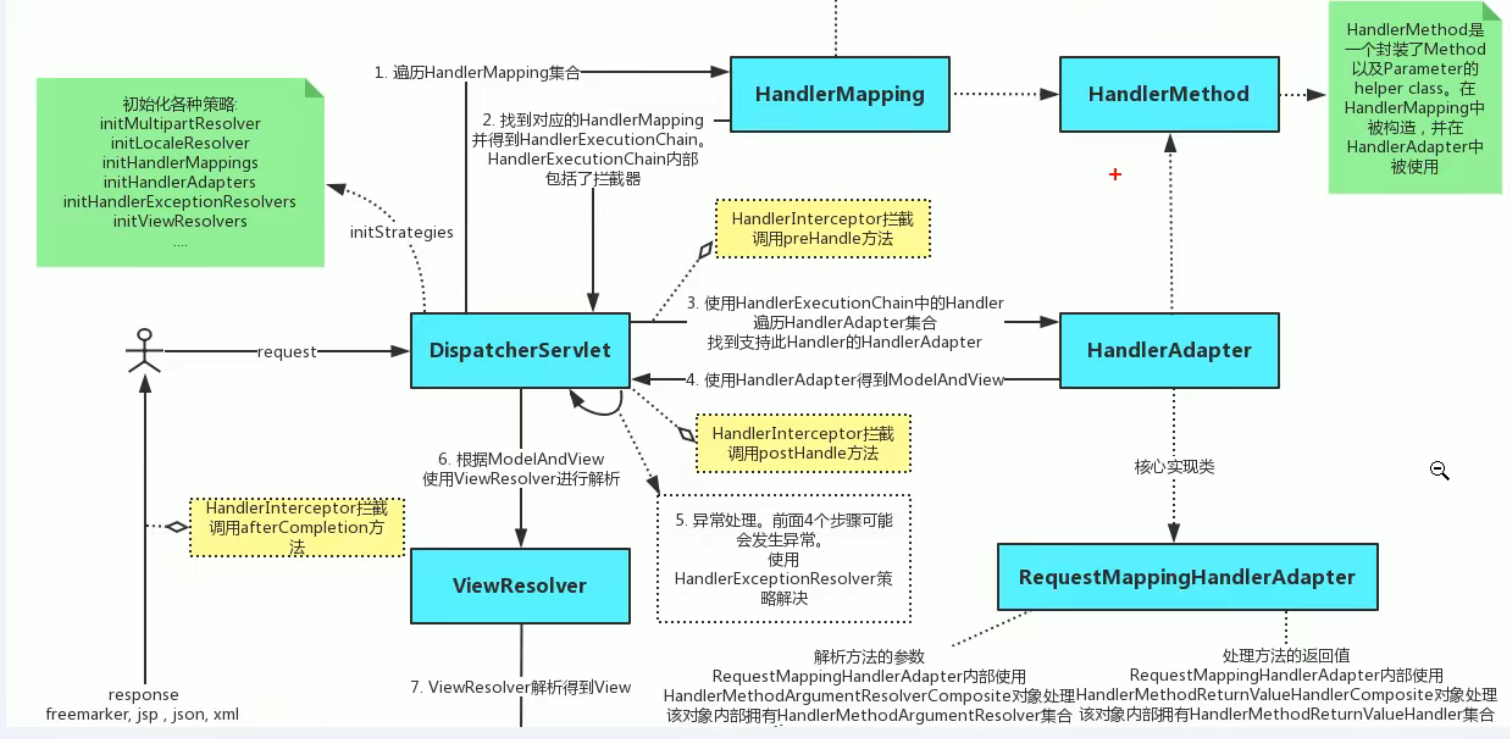 HandlerMethod是
一个封装了Method
以及Parameter的
helper class。在
HandlerMapping中
被构造，并在
HandlerAdapter中
被使用
1. 遍历HandlerMapping集合
HandlerMapping
HandlerMethod
初始化各种策略:
initMultipartResolver
initLocaleResolver
initHandlerMappings
initHandlerAdapters
initHandlerExceptionResolvers
initViewResolvers
....
2. 找到对应的HandlerMapping
并得到HandlerExecutionChain。
HandlerExecutionChain内部
包括了拦截器
initStrategies
HandlerInterceptor拦截
调用preHandle方法
3. 使用HandlerExecutionChain中的Handler
遍历HandlerAdapter集合
找到支持此Handler的HandlerAdapter
request
DispatcherServlet
HandlerAdapter
4. 使用HandlerAdapter得到ModelAndView
HandlerInterceptor拦截
调用postHandle方法
6. 根据ModelAndView
使用ViewResolver进行解析
核心实现类
HandlerInterceptor拦截
调用afterCompletion方
法
5. 异常处理。前面4个步骤可能
会发生异常。
使用
HandlerExceptionResolver策
略解决
ViewResolver
RequestMappingHandlerAdapter
7. ViewResolver解析得到View
response
freemarker, jsp , json, xml
解析方法的参数
RequestMappingHandlerAdapter内部使用
HandlerMethodArgumentResolverComposite对象处理
该对象内部拥有HandlerMethodArgumentResolver集合
处理方法的返回值
RequestMappingHandlerAdapter内部使用
HandlerMethodReturnValueHandlerComposite对象处理
该对象内部拥有HandlerMethodReturnValueHandler集合